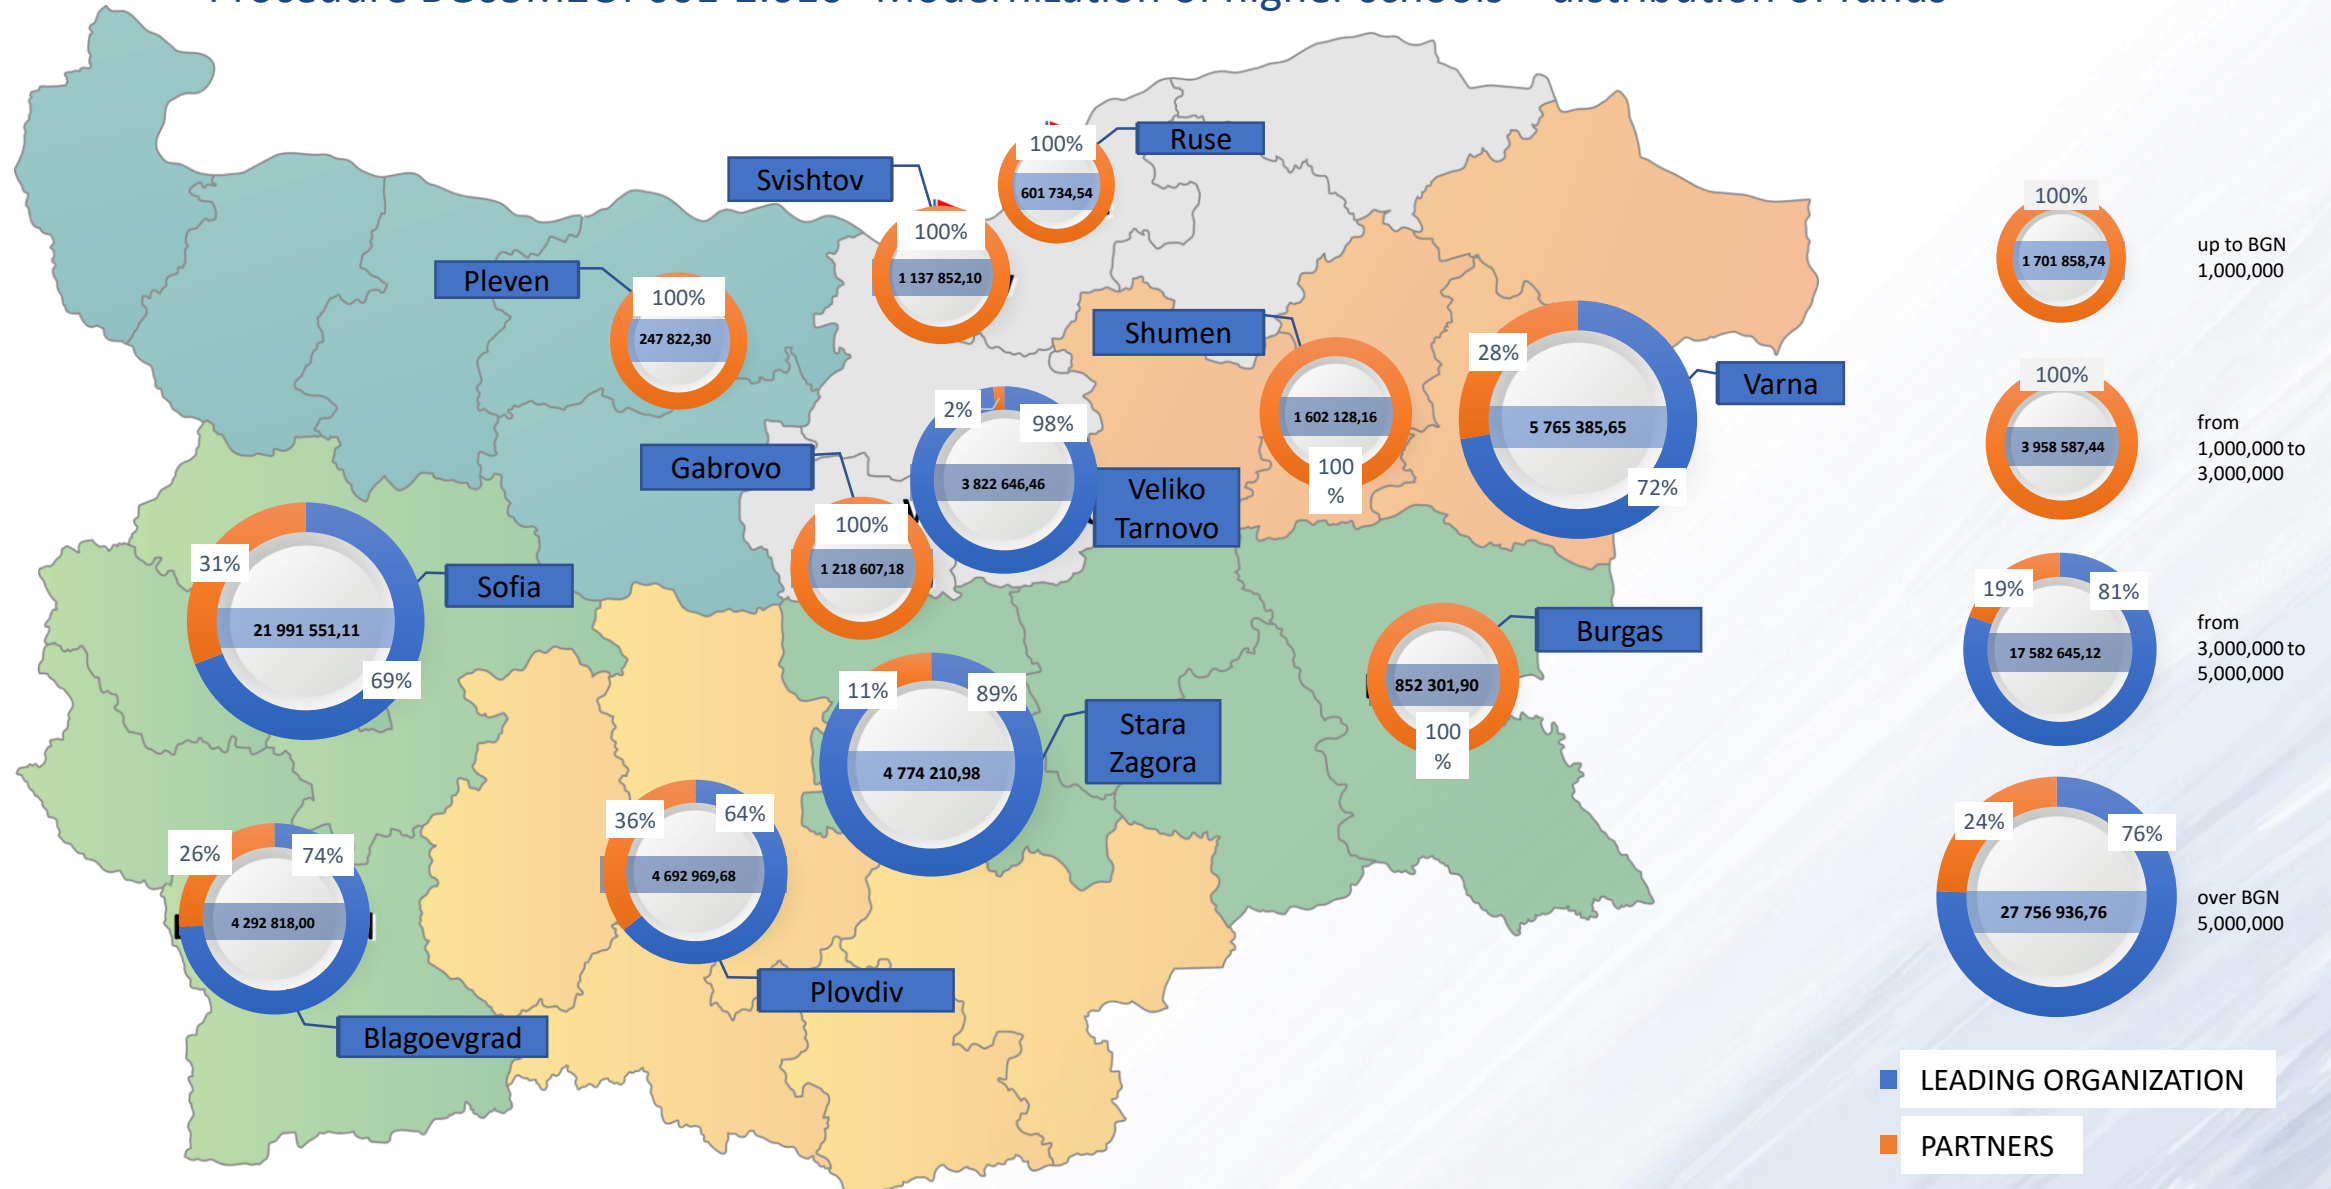 100%
Ruse
601 734,54
Svishtov
100%
1 137 852,10
Pleven
100%
247 822,30
Shumen
1 602 128,16
100
%
28%
Varna
5 765 385,65
72%
2%
98%
3 822 646,46
Veliko
Tarnovo
Gabrovo
100%
1 218 607,18
31%
Sofia
21 991 551,11
69%
Burgas
852 301,90
100
%
11%
89%
Stara
Zagora
4 774 210,98
36%
64%
4 692 969,68
Plovdiv
26%
74%
4 292 818,00
Blagoevgrad
100%
1 701 858,74
up to BGN
1,000,000
100%
3 958 587,44
from
1,000,000 to
3,000,000
19%
81%
17 582 645,12
from
3,000,000 to
5,000,000
24%
76%
27 756 936,76
over BGN
5,000,000
LEADING ORGANIZATION
PARTNERS